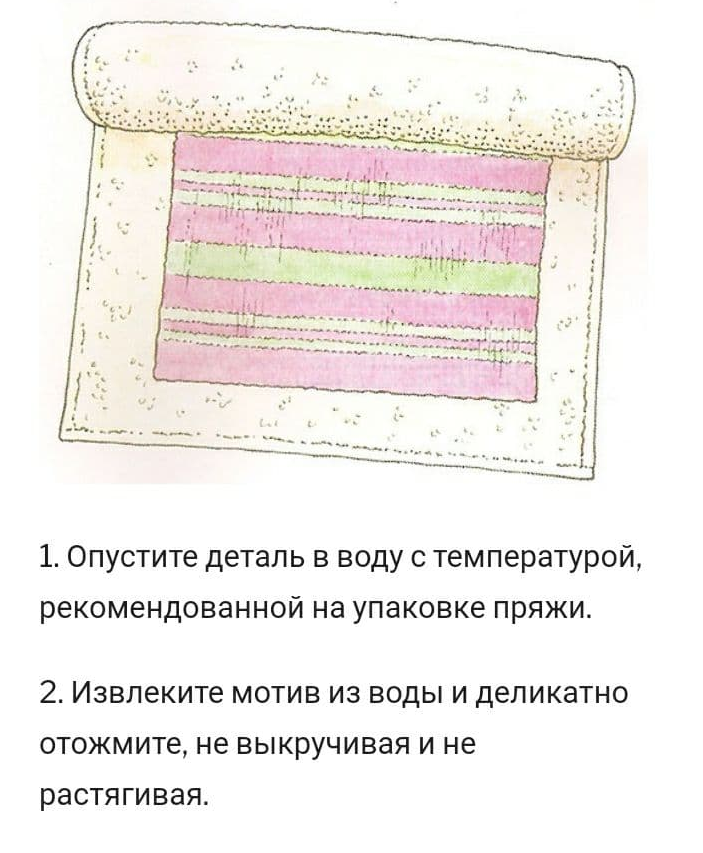 1. Опустите деталь в воду с температурой,
рекомендованной на упаковке пряжи.
2. Извлеките мотив из воды и деликатно
отожмите, не выкручивая и не
растягивая.